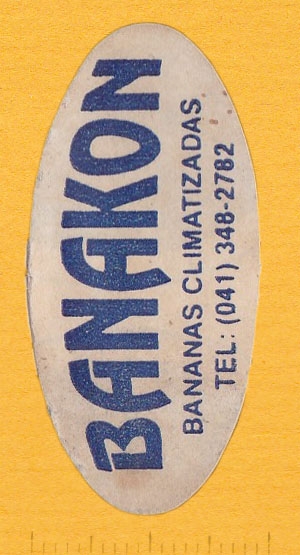 BANAKON
BANANAS CLIMATIZADAS
TEL: (041) 348-2782